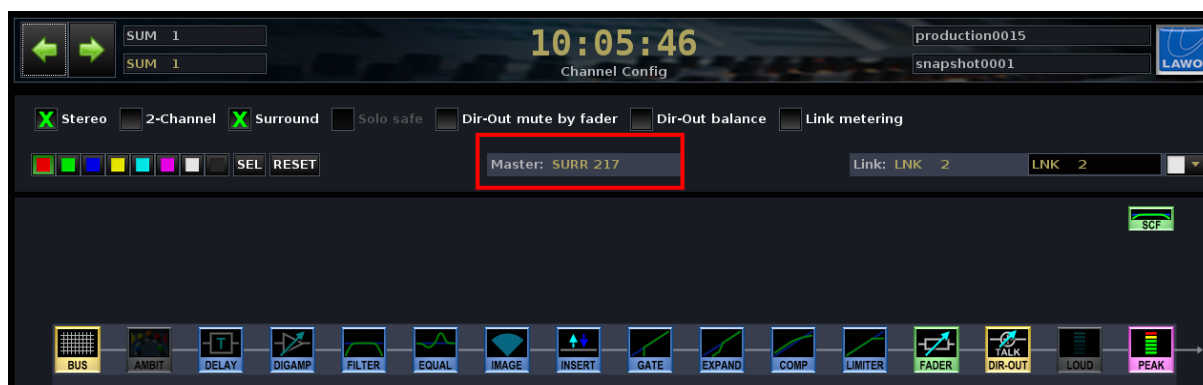 SUM 1
SUM 1
10:05:46
Channel Config
production0015
snapshot0001
LAWO
X Stereo 2-Channel X Surround Solo safe Dir-Out mute by fader Dir-Out balance Link metering
SEL RESET Master: SURR 217 Link: LNK 2 LNK 2
SCF
T TALK
BUS AMBIT DELAY DIGAMP FILTER EQUAL IMAGE INSERT GATE EXPAND COMP LIMITER FADER DIR-OUT LOUD PEAK